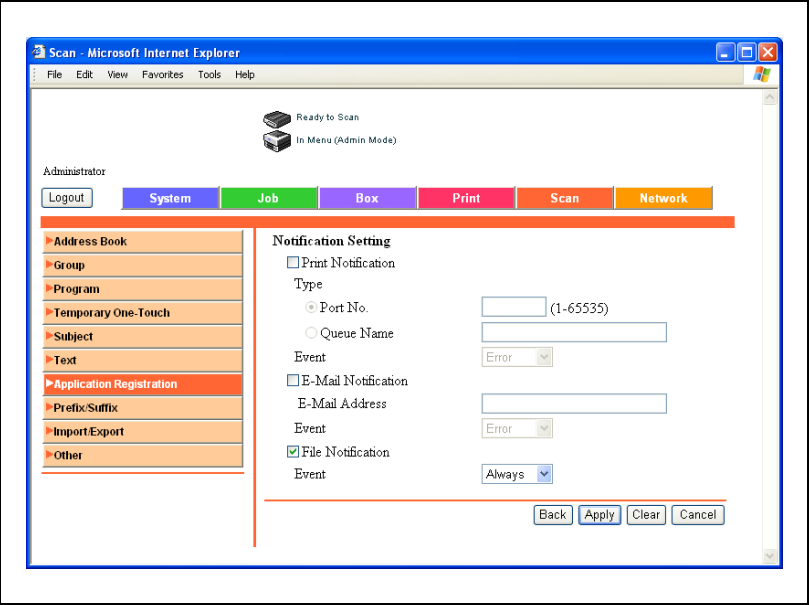 Scan - Microsoft Internet Explorer
File Edit View Favorites Tools Help
Ready to Scan
In Menu (Admin Mode)
Administrator
Logout System Job Box Print Scan Network
Address Book
Group
Program
Temporary One-Touch
Subject
Text
Application Registration
Prefix/Suffix
Import/Export
Other
Notification Setting
Print Notification
Type
Port No. (1-65535)
Queue Name
Event Error
E-Mail Notification
E-Mail Address
Event Error
File Notification
Event Always
Back Apply Clear Cancel